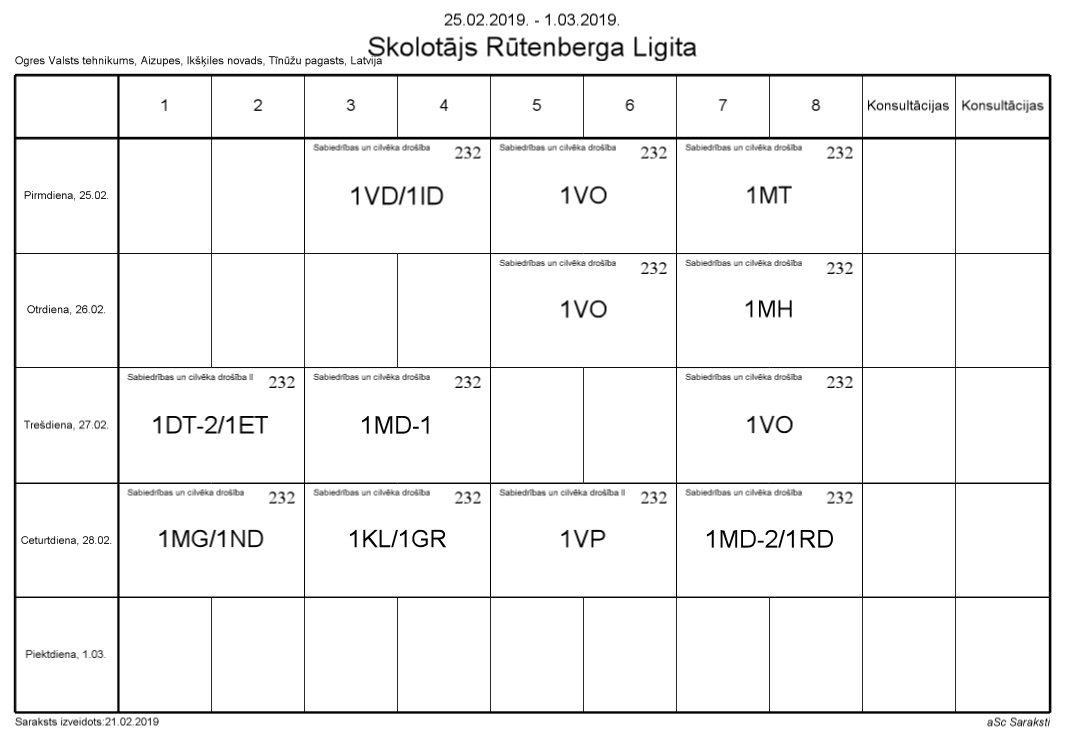 25.02.2019. - 1.03.2019.
Skolotājs Rūtenberga Ligita
Ogres Valsts tehnikums, Aizupes, Ikšķiles novads, Tīnūžu pagasts, Latvija
1 2 3 4 5 6 7 8 Konsultācijas Konsultācijas
Sabiedrības un cilvēka drošība 232 Sabiedrības un cilvēka drošība 232 Sabiedrības un cilvēka drošība 232
Pirmdiena, 25.02. 1VD/1ID 1VO 1MT
Sabiedrības un cilvēka drošība 232 Sabiedrības un cilvēka drošība 232
Otrdiena, 26.02. 1VO 1MH
Sabiedrības un cilvēka drošība II 232 Sabiedrības un cilvēka drošība 232 Sabiedrības un cilvēka drošība 232
Trešdiena, 27.02. 1DT-2/1ET 1MD-1 1VO
Sabiedrības un cilvēka drošība 232 Sabiedrības un cilvēka drošība 232 Sabiedrības un cilvēka drošība II 232 Sabiedrības un cilvēka drošība 232
Ceturtdiena, 28.02. 1MG/1ND 1KL/1GR 1VP 1MD-2/1RD
Piektdiena, 1.03.
Saraksts izveidots:21.02.2019 aSc Saraksti